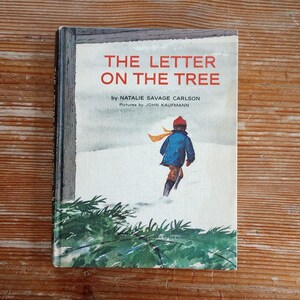 THE LETTER
ON THE TREE
by NATALIE SAVAGE CARLSON
Pictures by JOHN KAUFMANN